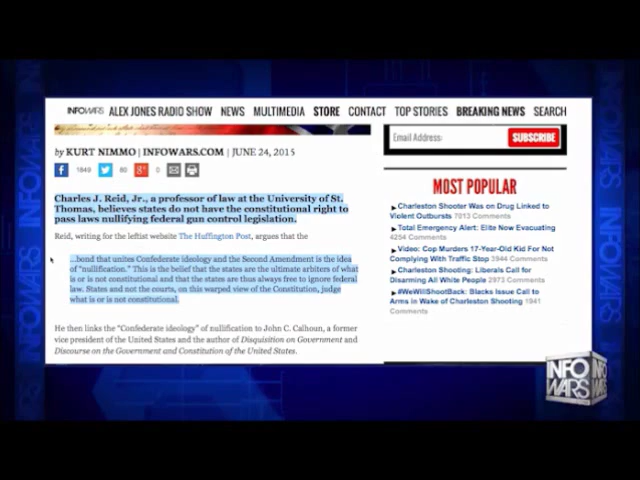 INFOWARS ALEX JONES RADIO SHOW NEWS MULTIMEDIA STORE CONTACT TOP STORIES BREAKING NEWS SEARCH
by KURT NIMMO | INFOWARS.COM | JUNE 24, 2015
1849 80 0
Charles J. Reid, Jr., a professor of law at the University of St.
Thomas, believes states do not have the constitutional right to
pass laws nullifying federal gun control legislation.
Reid, writing for the leftist website The Huffington Post, argues that the
...bond that unites Confederate ideology and the Second Amendment is the idea
of "nullification." This is the belief that the states are the ultimate arbiters of what
is or is not constitutional and that the states are thus always free to ignore federal
law. States and not the courts, on this warped view of the Constitution, judge
what is or is not constitutional.
He then links the "Confederate ideology" of nullification to John C. Calhoun, a former
vice president of the United States and the author of Disquisition on Government and
Discourse on the Government and Constitution of the United States.
Email Address:
SUBSCRIBE
MOST POPULAR
Charleston Shooter Was on Drug Linked to
Violent Outbursts 7013 Comments
Total Emergency Alert: Elite Now Evacuating
4254 Comments
Video: Cop Murders 17-Year-Old Kid For Not
Complying With Traffic Stop 3944 Comments
Charleston Shooting: Liberals Call for
Disarming All White People 2973 Comments
#WeWillShootBack: Blacks Issue Call to
Arms in Wake of Charleston Shooting 1941
Comments
INFO
WARS